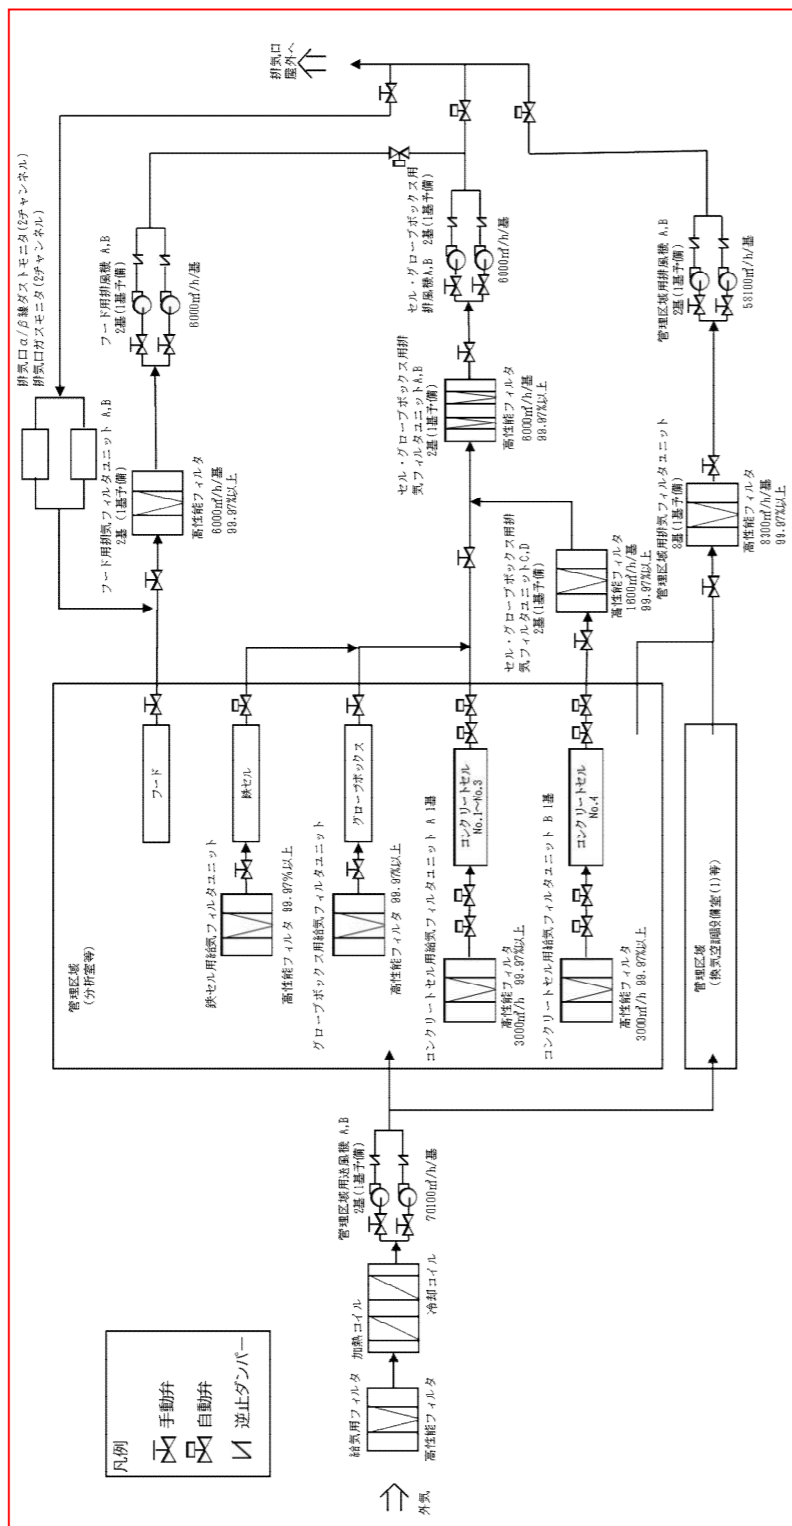 凡例
手動弁
自動弁
逆止ダンパー
外気
給気用フィルタ
高性能フィルタ
加熱コイル
冷却コイル
管理区域用送風機 A,B
2基(1基予備)
70100㎥/h/基
管理区域
(分析室等)
フード
鉄セル用給気フィルタユニット
高性能フィルタ 99.97%以上
鉄セル
グローブボックス用給気フィルタユニット
高性能フィルタ 99.97%以上
グローブボックス
コンクリートセル用給気フィルタユニット A 1基
高性能フィルタ
3000㎥/h 99.97%以上
コンクリートセル
No.1~No.3
コンクリートセル用給気フィルタユニット B 1基
高性能フィルタ
3000㎥/h 99.97%以上
コンクリートセル
No.4
管理区域
(換気空調設備室(1)等)
排気口α/β線ダストモニタ(2チャンネル)
排気口ガスモニタ(2チャンネル)
フード用排気フィルタユニット A,B
2基(1基予備)
高性能フィルタ
6000㎥/h/基
99.97%以上
フード用排風機 A,B
2基(1基予備)
6000㎥/h/基
セル・グローブボックス用排
気フィルタユニットA,B
2基(1基予備)
高性能フィルタ
6000㎥/h/基
99.97%以上
セル・グローブボックス用
排風機A,B 2基(1基予備)
6000㎥/h/基
セル・グローブボックス用排
気フィルタユニットC,D
2基(1基予備)
高性能フィルタ
1600㎥/h/基
99.97%以上
管理区域用排気フィルタユニット
8基(1基予備)
高性能フィルタ
8300㎥/h/基
99.97%以上
管理区域用排風機 A,B
2基(1基予備)
58100㎥/h/基
排気口
屋外へ